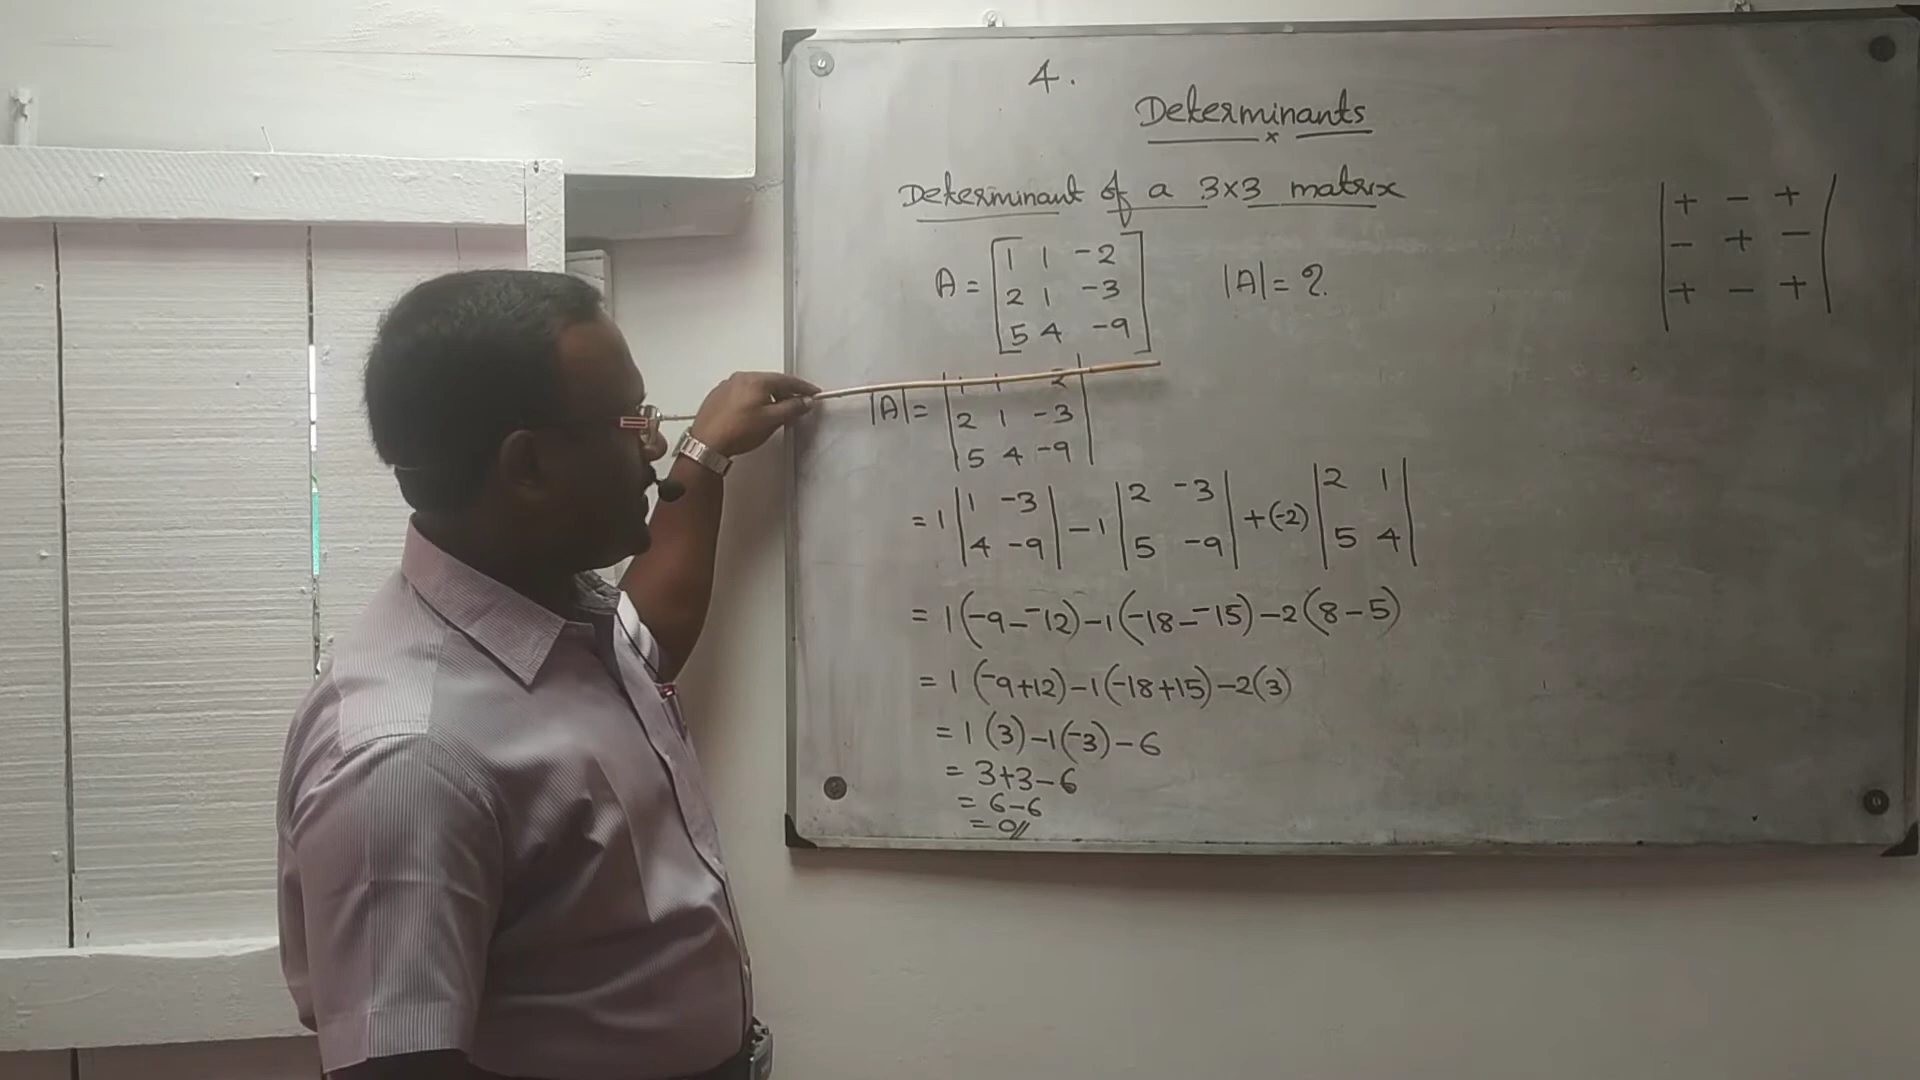 4.
Determinants
x
Determinant of a 3x3 matrix
+ - +
- + -
+ - +
A = [1 1 -2
2 1 -3
5 4 -9]
|A| = ?
|A| = |1 1 2
2 1 -3
5 4 -9|
= 1 |1 -3
4 -9| -1 |2 -3
5 -9| + (-2) |2 1
5 4|
= 1(-9 - -12) -1(-18 - -15) -2(8-5)
= 1(-9+12) -1(-18+15) -2(3)
= 1(3) -1(-3) -6
= 3+3-6
= 6-6
= 0//